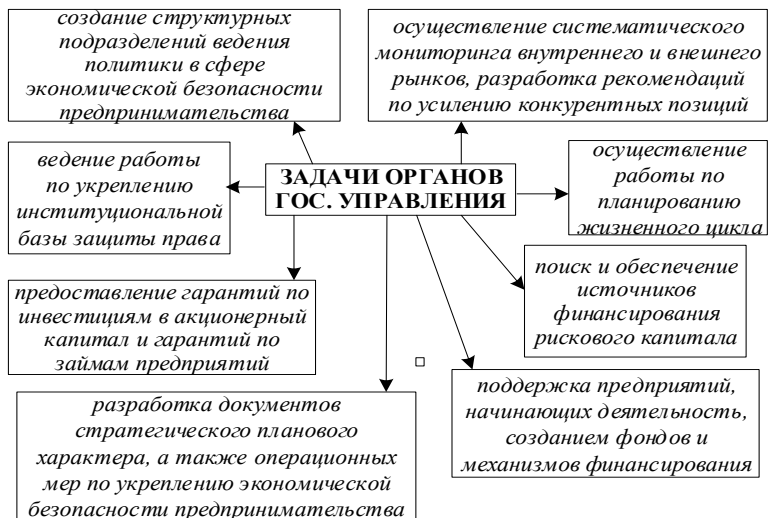 создание структурных
подразделений ведения
политики в сфере
экономической безопасности
предпринимательства
осуществление систематического
мониторинга внутреннего и внешнего
рынков, разработка рекомендаций
по усилению конкурентных позиций
ведение работы
по укреплению
институциональной
базы защиты права
ЗАДАЧИ ОРГАНОВ
ГОС. УПРАВЛЕНИЯ
осуществление
работы по
планированию
жизненного цикла
предоставление гарантий по
инвестициям в акционерный
капитал и гарантий по
займам предприятий
поиск и обеспечение
источников
финансирования
рискового капитала
разработка документов
стратегического планового
характера, а также операционных
мер по укреплению экономической
безопасности предпринимательства
поддержка предприятий,
начинающих деятельность,
созданием фондов и
механизмов финансирования